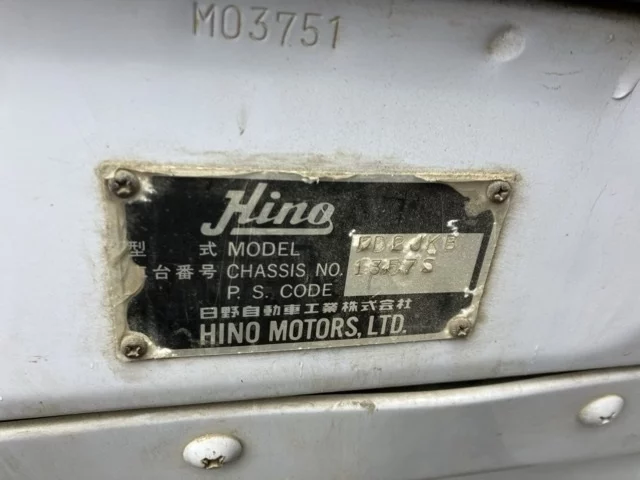 M03751
Hino
型 式 MODEL
台番号 CHASSIS NO.
P. S. CODE
日野自動車工業株式会社
HINO MOTORS, LTD.